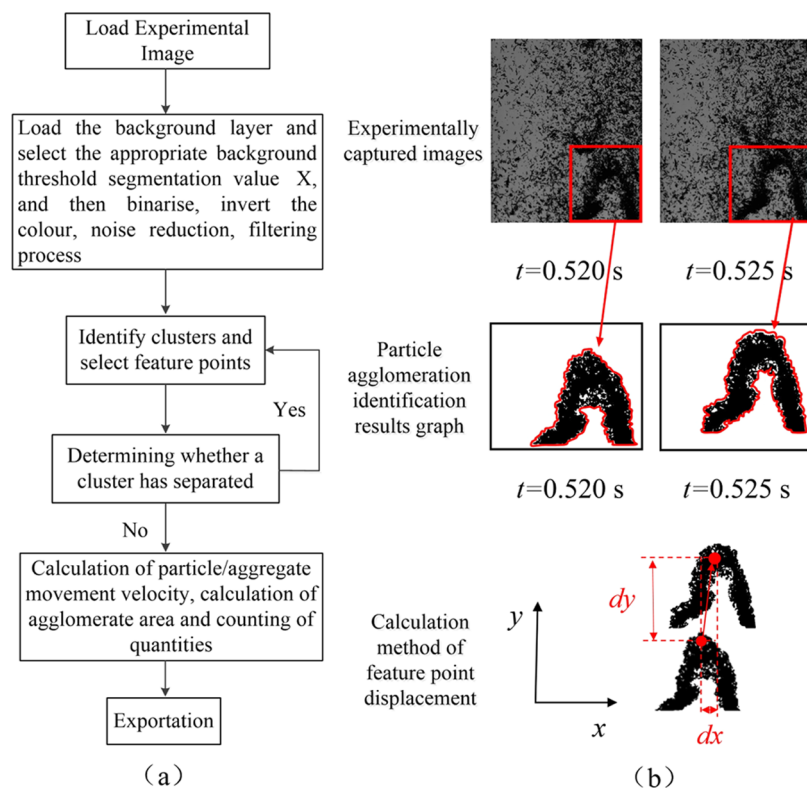 Load Experimental
Image
Load the background layer and
select the appropriate background
threshold segmentation value X,
and then binarise, invert the
colour, noise reduction, filtering
process
Identify clusters and
select feature points
Yes
Determining whether a
cluster has separated
No
Calculation of particle/aggregate
movement velocity, calculation of
agglomerate area and counting of
quantities
Exportation
(a)
Experimentally
captured images
t=0.520 s
t=0.525 s
Particle
agglomeration
identification
results graph
t=0.520 s
t=0.525 s
Calculation
method of
feature point
displacement
y
x
dy
dx
(b)